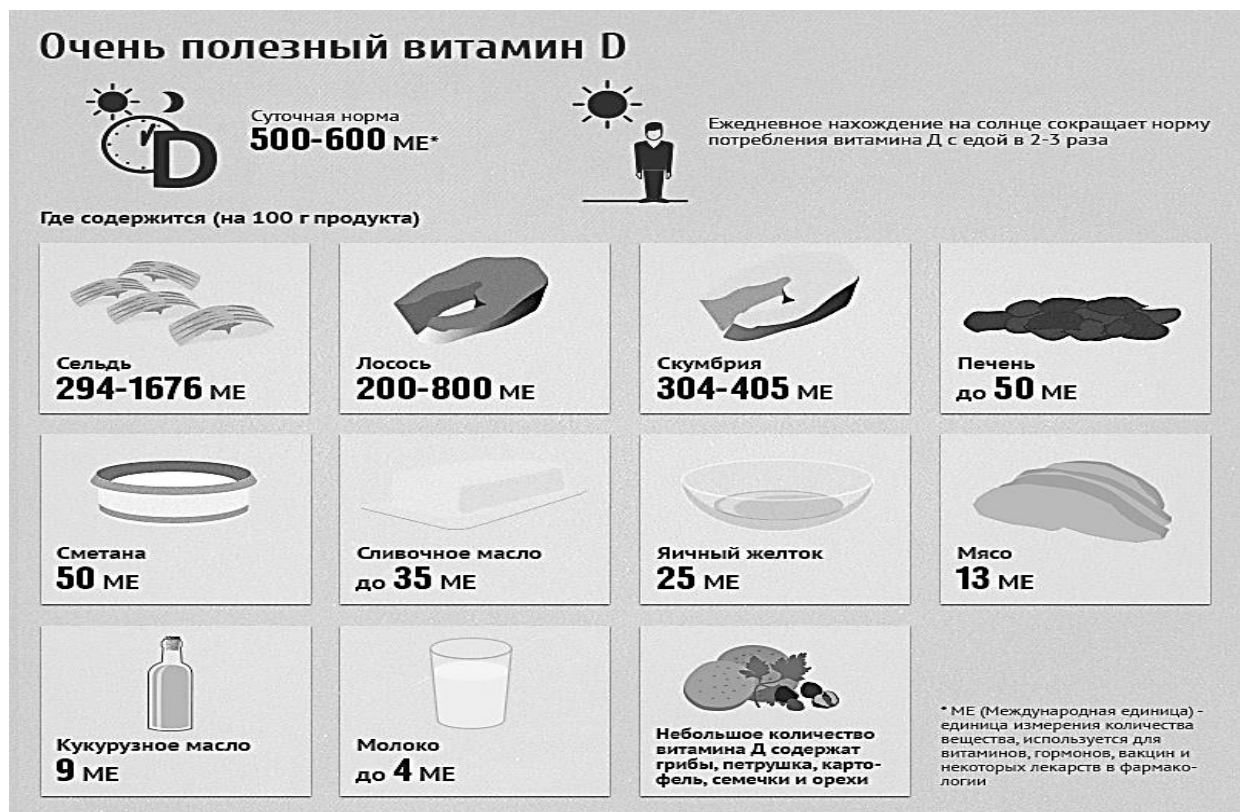 Очень полезный витамин D
Суточная норма
500-600 МЕ*
Ежедневное нахождение на солнце сокращает норму
потребления витамина Д с едой в 2-3 раза
D
Где содержится (на 100 г продукта)
Сельдь
294-1676 МЕ
Лосось
200-800 МЕ
Скумбрия
304-405 МЕ
Печень
до 50 МЕ
Сметана
50 МЕ
Сливочное масло
до 35 МЕ
Яичный желток
25 МЕ
Мясо
13 МЕ
Кукурузное масло
9 МЕ
Молоко
до 4 МЕ
Небольшое количество
витамина Д содержат
грибы, петрушка, карто-
фель, семечки и орехи
* МЕ (Международная единица) -
единица измерения количества
вещества, используется для
витаминов, гормонов, вакцин и
некоторых лекарств в фармако-
логии